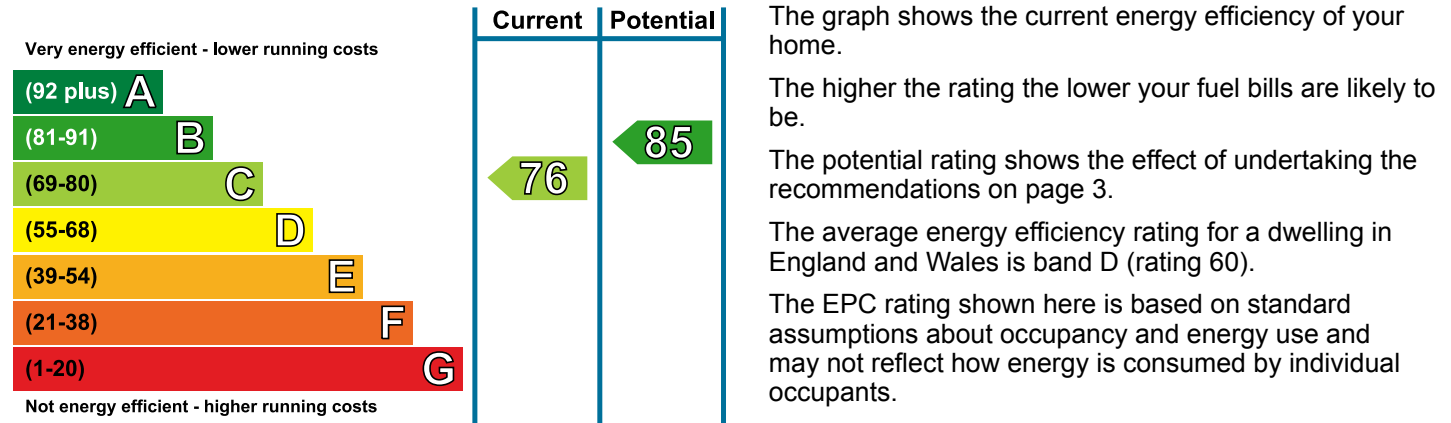 Current Potential
Very energy efficient - lower running costs
(92 plus) A
(81-91) B
(69-80) C
(55-68) D
(39-54) E
(21-38) F
(1-20) G
Not energy efficient - higher running costs
76
85
The graph shows the current energy efficiency of your
home.
The higher the rating the lower your fuel bills are likely to
be.
The potential rating shows the effect of undertaking the
recommendations on page 3.
The average energy efficiency rating for a dwelling in
England and Wales is band D (rating 60).
The EPC rating shown here is based on standard
assumptions about occupancy and energy use and
may not reflect how energy is consumed by individual
occupants.